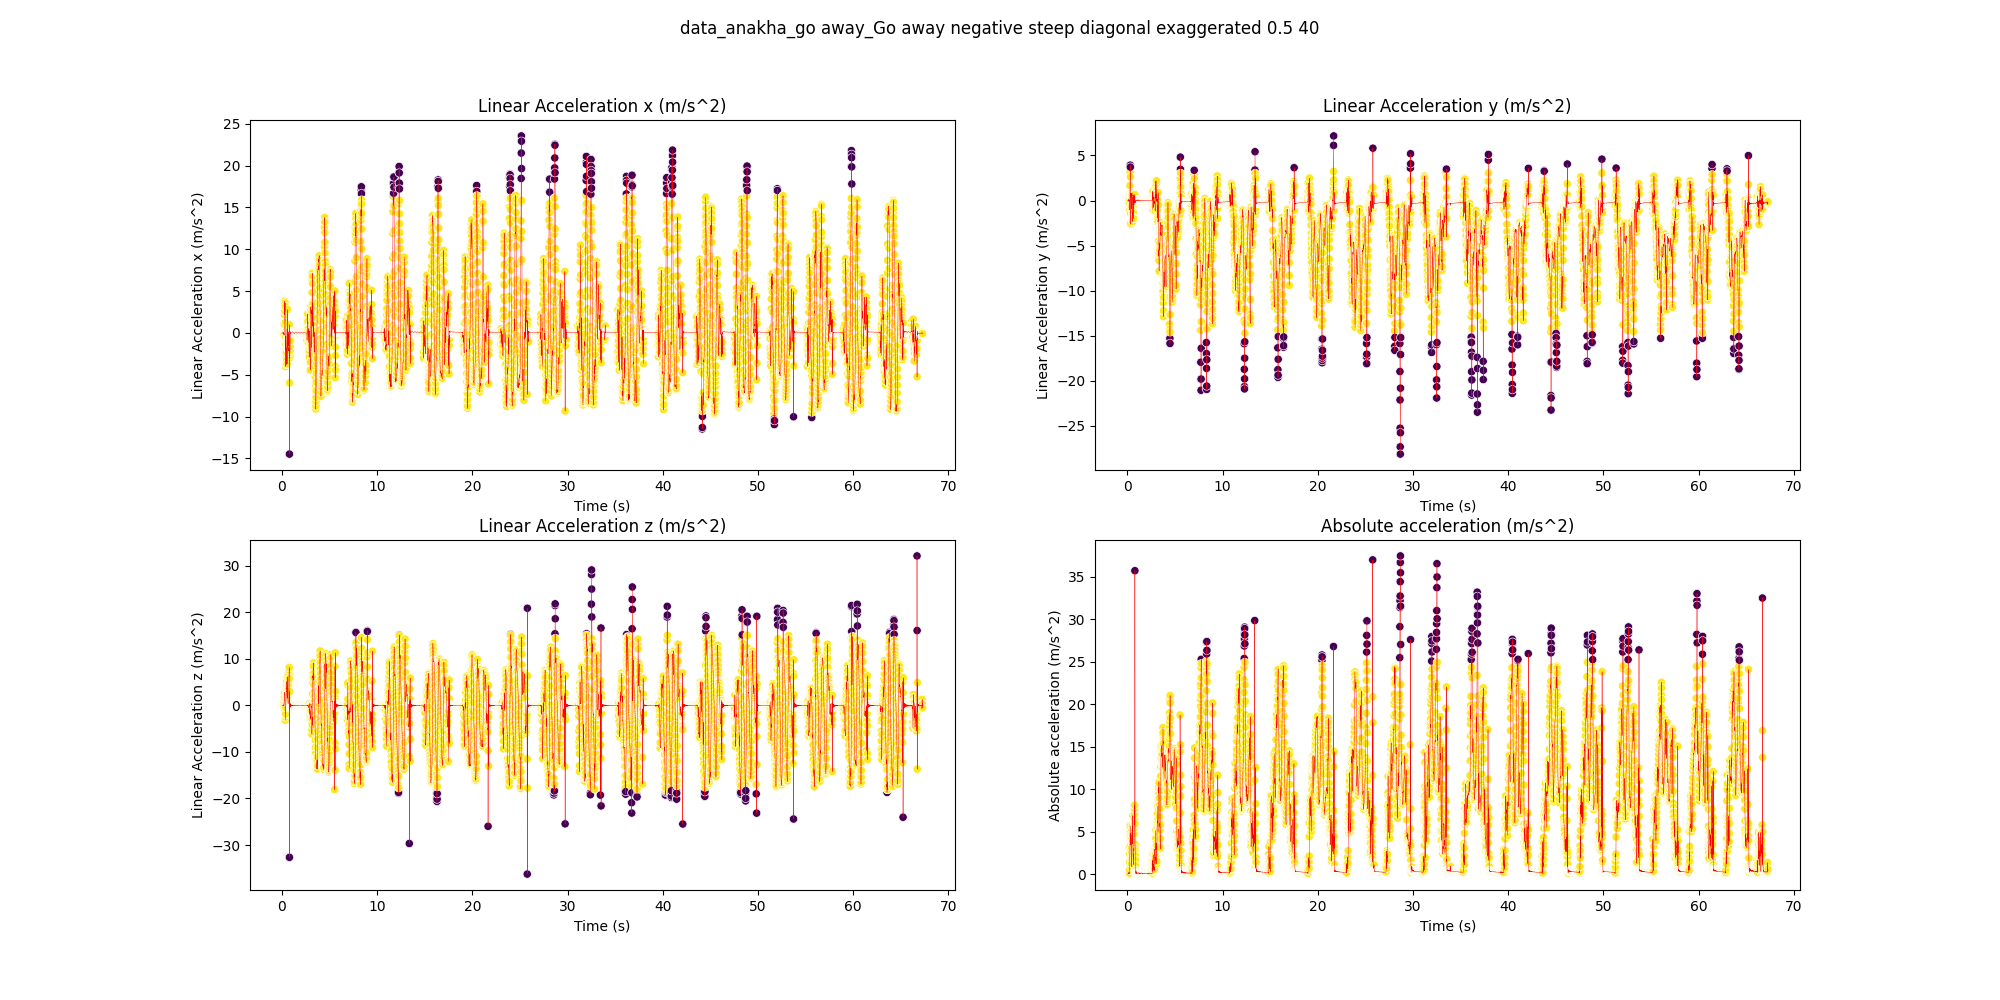 data_anakha_go away_Go away negative steep diagonal exaggerated 0.5 40
Linear Acceleration x (m/s^2)
Linear Acceleration x (m/s^2)
25
20
15
10
5
0
−5
−10
−15
0 10 20 30 40 50 60 70
Time (s)
Linear Acceleration y (m/s^2)
Linear Acceleration y (m/s^2)
5
0
−5
−10
−15
−20
−25
0 10 20 30 40 50 60 70
Time (s)
Linear Acceleration z (m/s^2)
Linear Acceleration z (m/s^2)
30
20
10
0
−10
−20
−30
0 10 20 30 40 50 60 70
Time (s)
Absolute acceleration (m/s^2)
Absolute acceleration (m/s^2)
35
30
25
20
15
10
5
0
0 10 20 30 40 50 60 70
Time (s)